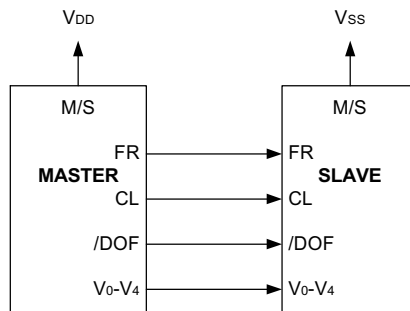 VDD VSS
M/S M/S
FR FR
MASTER SLAVE
CL CL
/DOF /DOF
V0-V4 V0-V4